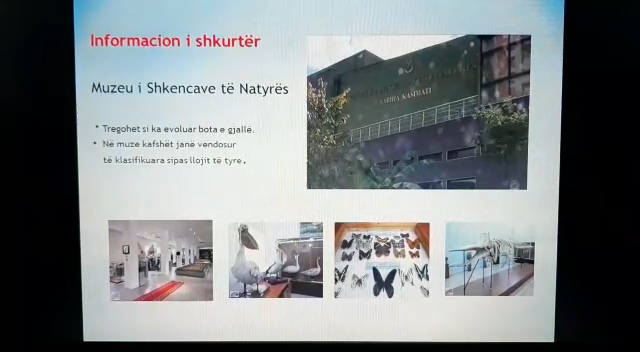 Informacion i shkurtër
Muzeu i Shkencave të Natyrës
• Tregohet si ka evoluar bota e gjallë.
• Në muze kafshët janë vendosur
të klasifikuara sipas llojit të tyre.
SABIHA KASIMATI